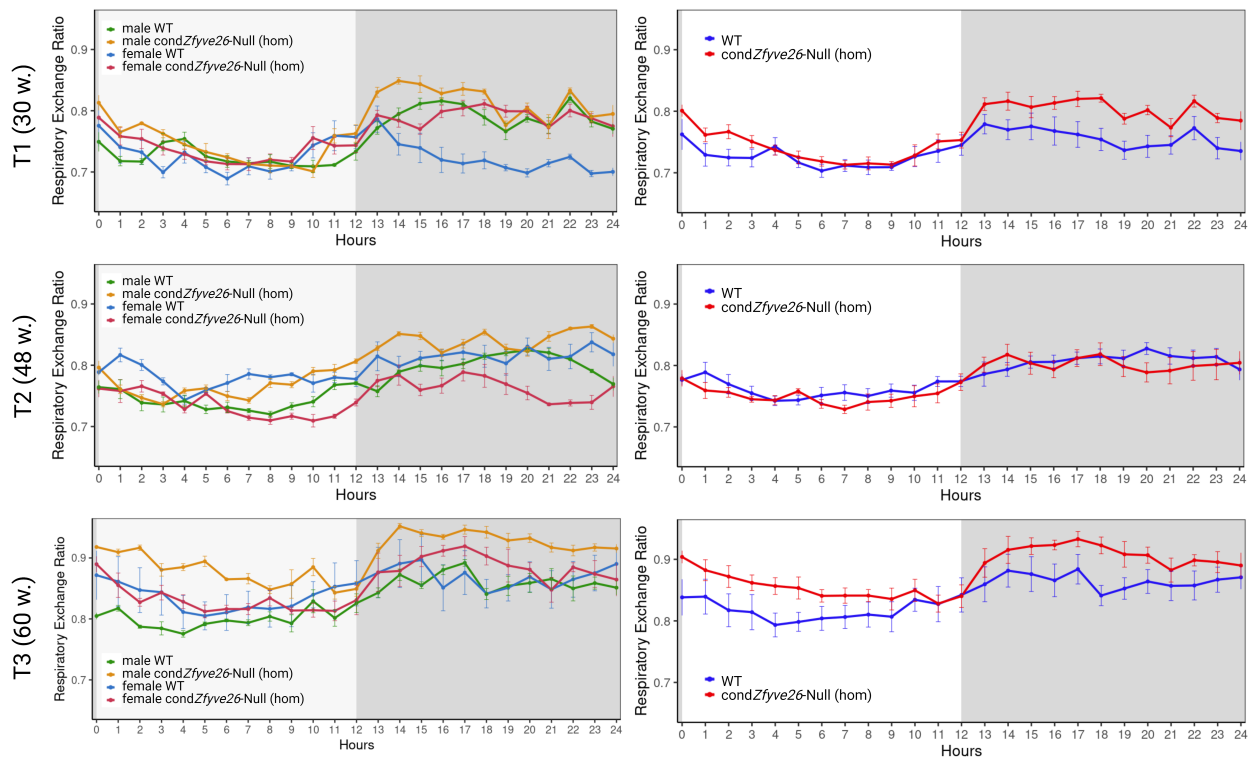 T1 (30 w.)
Respiratory Exchange Ratio
0.9
0.8
0.7
male WT
male condZfyve26-Null (hom)
female WT
female condZfyve26-Null (hom)
0 1 2 3 4 5 6 7 8 9 10 11 12 13 14 15 16 17 18 19 20 21 22 23 24
Hours
Respiratory Exchange Ratio
0.9
0.8
0.7
WT
condZfyve26-Null (hom)
0 1 2 3 4 5 6 7 8 9 10 11 12 13 14 15 16 17 18 19 20 21 22 23 24
Hours
T2 (48 w.)
Respiratory Exchange Ratio
0.9
0.8
0.7
male WT
male condZfyve26-Null (hom)
female WT
female condZfyve26-Null (hom)
0 1 2 3 4 5 6 7 8 9 10 11 12 13 14 15 16 17 18 19 20 21 22 23 24
Hours
Respiratory Exchange Ratio
0.9
0.8
0.7
WT
condZfyve26-Null (hom)
0 1 2 3 4 5 6 7 8 9 10 11 12 13 14 15 16 17 18 19 20 21 22 23 24
Hours
T3 (60 w.)
Respiratory Exchange Ratio
0.9
0.8
0.7
male WT
male condZfyve26-Null (hom)
female WT
female condZfyve26-Null (hom)
0 1 2 3 4 5 6 7 8 9 10 11 12 13 14 15 16 17 18 19 20 21 22 23 24
Hours
Respiratory Exchange Ratio
0.9
0.8
0.7
WT
condZfyve26-Null (hom)
0 1 2 3 4 5 6 7 8 9 10 11 12 13 14 15 16 17 18 19 20 21 22 23 24
Hours